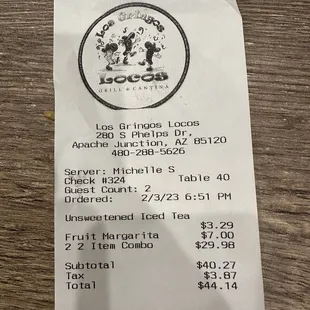 Los Gringos
LOCOS
GRILL & CANTINA
Los Gringos Locos
280 S Phelps Dr,
Apache Junction, AZ 85120
480-288-5626
Server: Michelle S
Check #324 Table 40
Guest Count: 2
Ordered: 2/3/23 6:51 PM
Unsweetened Iced Tea
$3.29
Fruit Margarita $7.00
2 2 Item Combo $29.98
Subtotal $40.27
Tax $3.87
Total $44.14